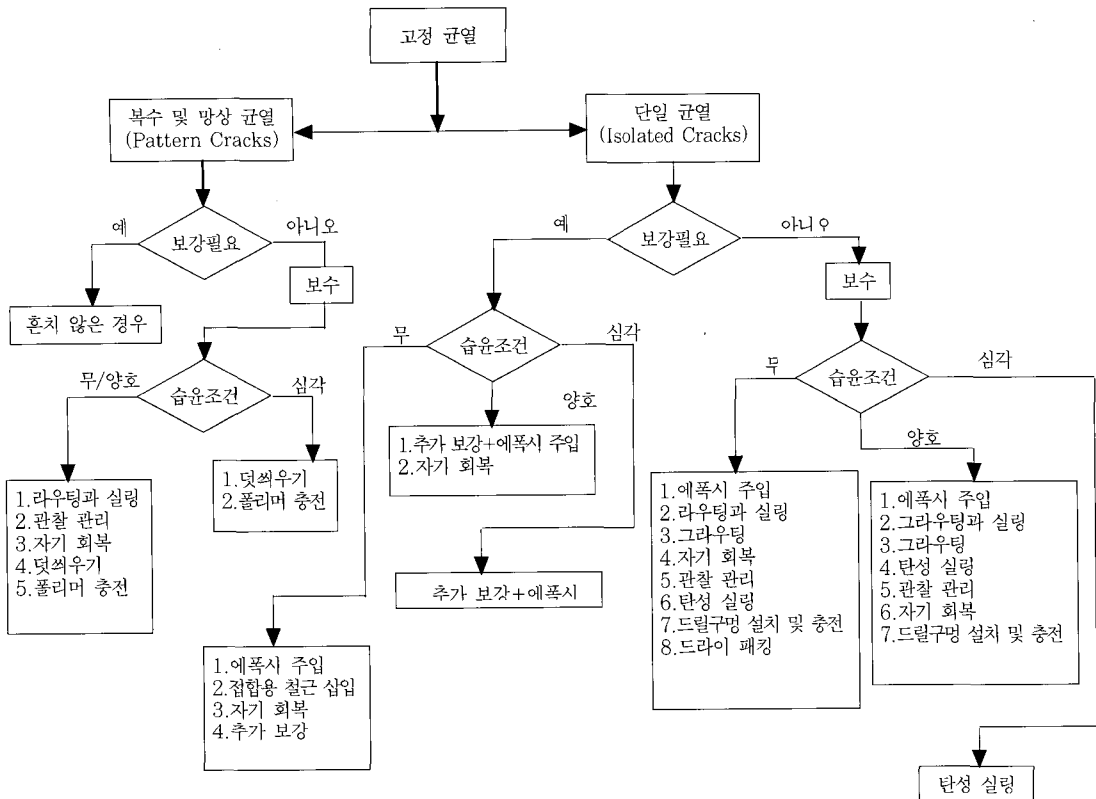 고정 균열
복수 및 망상 균열
(Pattern Cracks)
단일 균열
(Isolated Cracks)
예
보강필요
아니오
보수
흔치 않은 경우
무/양호
습윤조건
심각
1.라우팅과 실링
2.관찰 관리
3.자기 회복
4.덧씌우기
5.폴리머 충전
1.덧씌우기
2.폴리머 충전
예
보강필요
아니오
보수
무
습윤조건
심각
양호
1.추가 보강+에폭시 주입
2.자기 회복
추가 보강+에폭시
1.에폭시 주입
2.접합용 철근 삽입
3.자기 회복
4.추가 보강
무
습윤조건
심각
양호
1.에폭시 주입
2.라우팅과 실링
3.그라우팅
4.자기 회복
5.관찰 관리
6.탄성 실링
7.드릴구멍 설치 및 충전
8.드라이 패킹
1.에폭시 주입
2.그라우팅과 실링
3.그라우팅
4.탄성 실링
5.관찰 관리
6.자기 회복
7.드릴구멍 설치 및 충전
탄성 실링